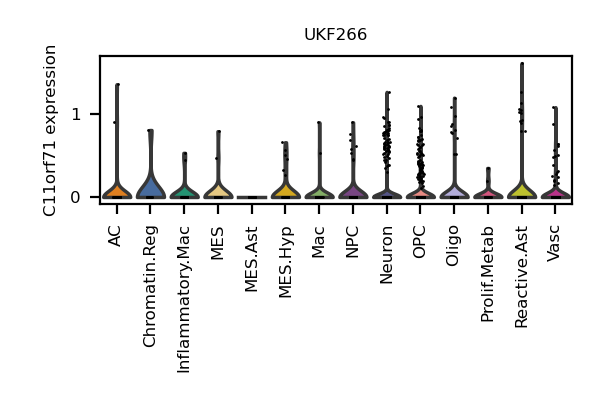 UKF266
C11orf71 expression
1
0
AC
Chromatin.Reg
Inflammatory.Mac
MES
MES.Ast
MES.Hyp
Mac
NPC
Neuron
OPC
Oligo
Prolif.Metab
Reactive.Ast
Vasc